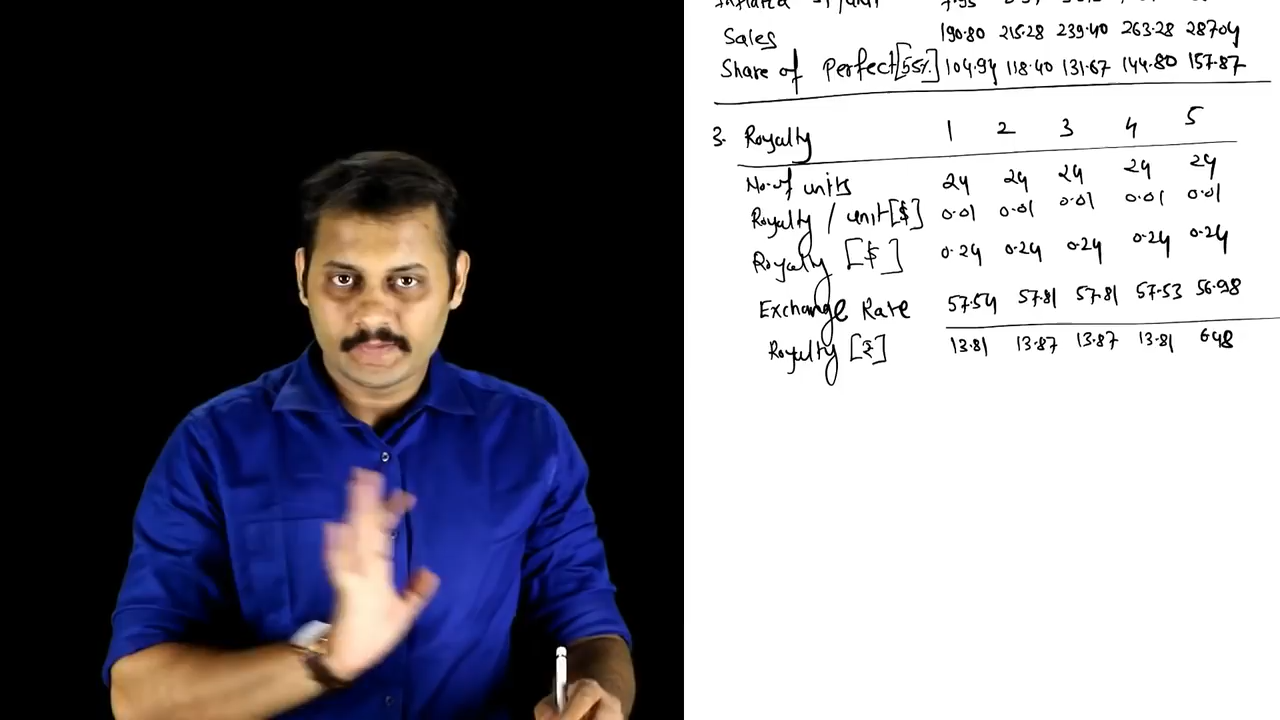 Sales 190.80 215.28 239.40 263.28 28704
Share of Perfect[55%] 104.94 118.40 131.67 144.80 157.87
3. Royalty 1 2 3 4 5
No. of units 24 24 24 24 24
Royalty / unit[$] 0.01 0.01 0.01 0.01 0.01
Royalty [$] 0.24 0.24 0.24 0.24 0.24
Exchange Rate 57.54 57.81 57.81 57.53 56.98
Royalty [₹] 13.81 13.87 13.87 13.81 648